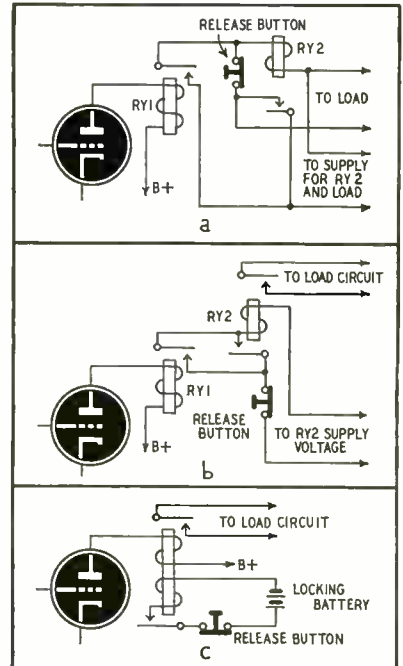 RELEASE BUTTON
RY2
RY1
TO LOAD
B+
TO SUPPLY
FOR RY 2
AND LOAD
a
TO LOAD CIRCUIT
RY2
RY1
RELEASE
BUTTON
B+
TO RY2 SUPPLY
VOLTAGE
b
TO LOAD CIRCUIT
B+
LOCKING
BATTERY
RELEASE BUTTON
C